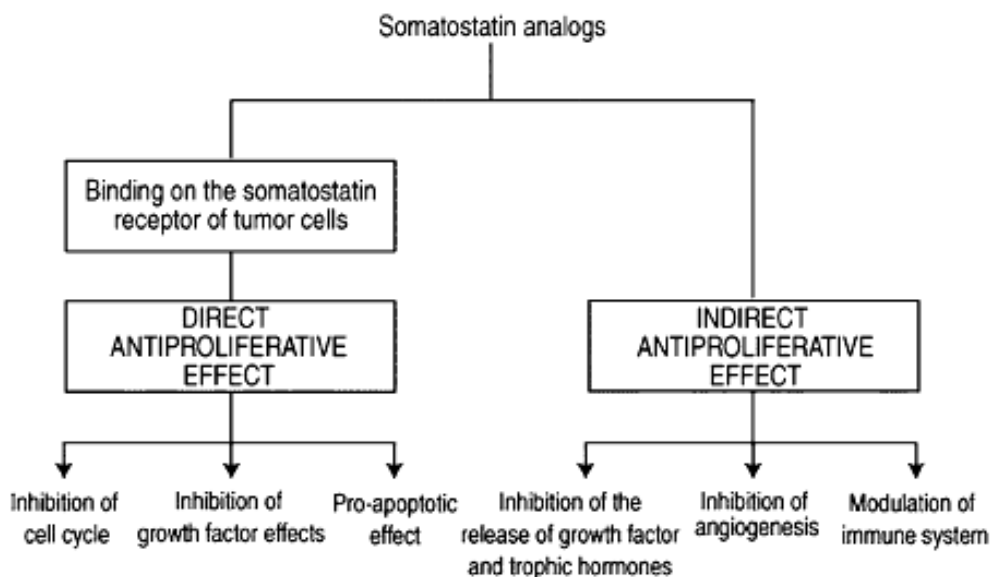 Somatostatin analogs
Binding on the somatostatin
receptor of tumor cells
DIRECT
ANTIPROLIFERATIVE
EFFECT
INDIRECT
ANTIPROLIFERATIVE
EFFECT
Inhibition of
cell cycle
Inhibition of
growth factor effects
Pro-apoptotic
effect
Inhibition of the
release of growth factor
and trophic hormones
Inhibition of
angiogenesis
Modulation of
immune system